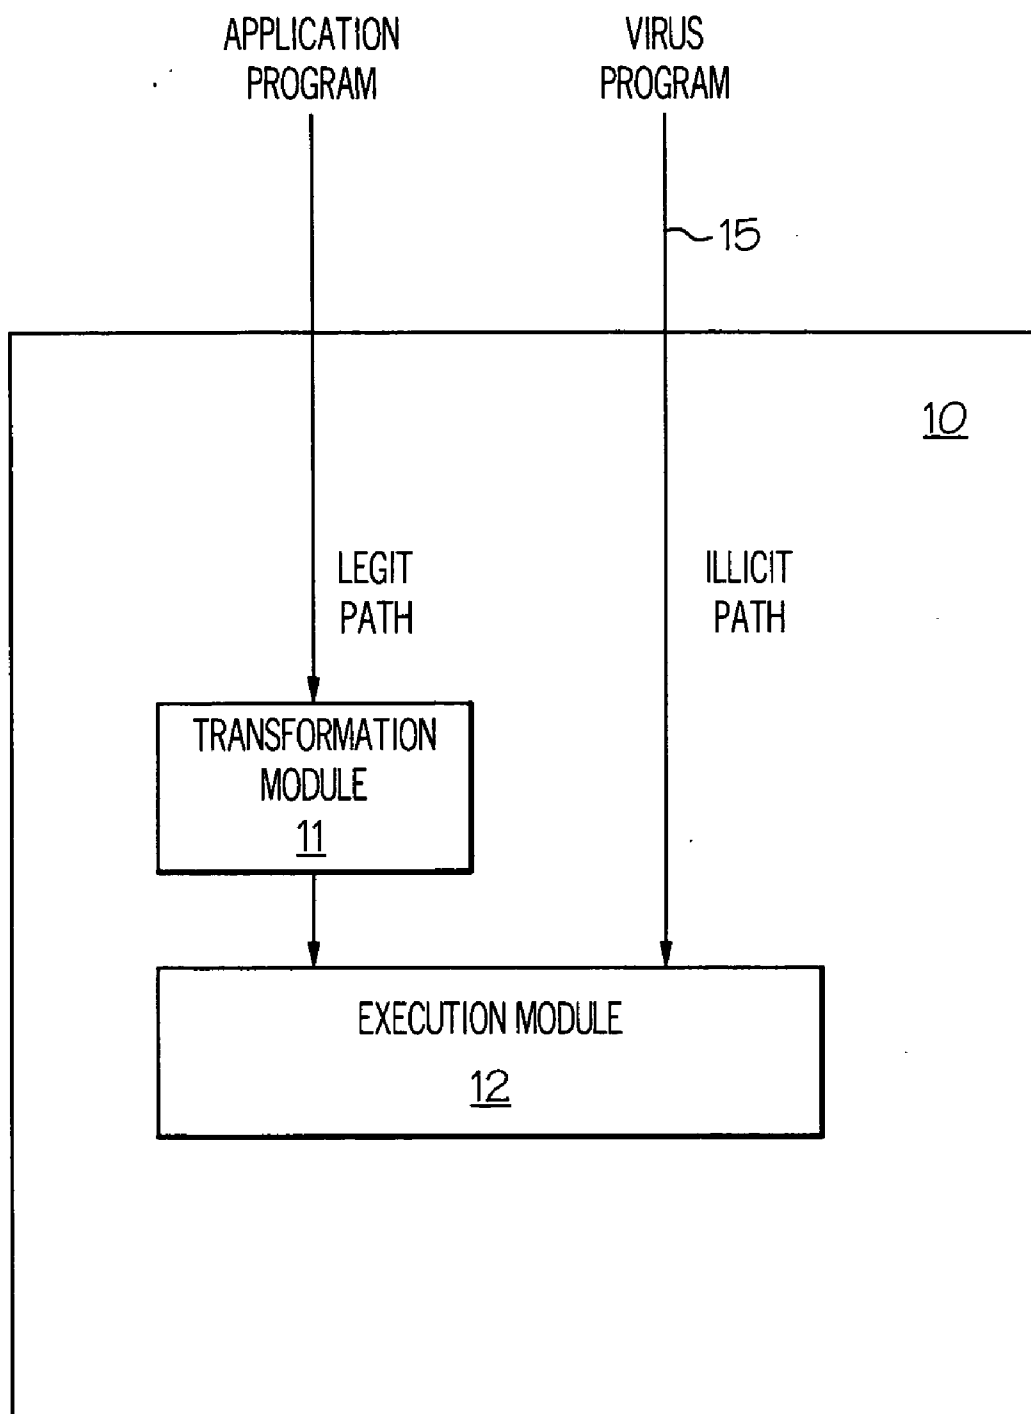 APPLICATION
PROGRAM
VIRUS
PROGRAM
15
10
LEGIT
PATH
ILLICIT
PATH
TRANSFORMATION
MODULE
11
EXECUTION MODULE
12